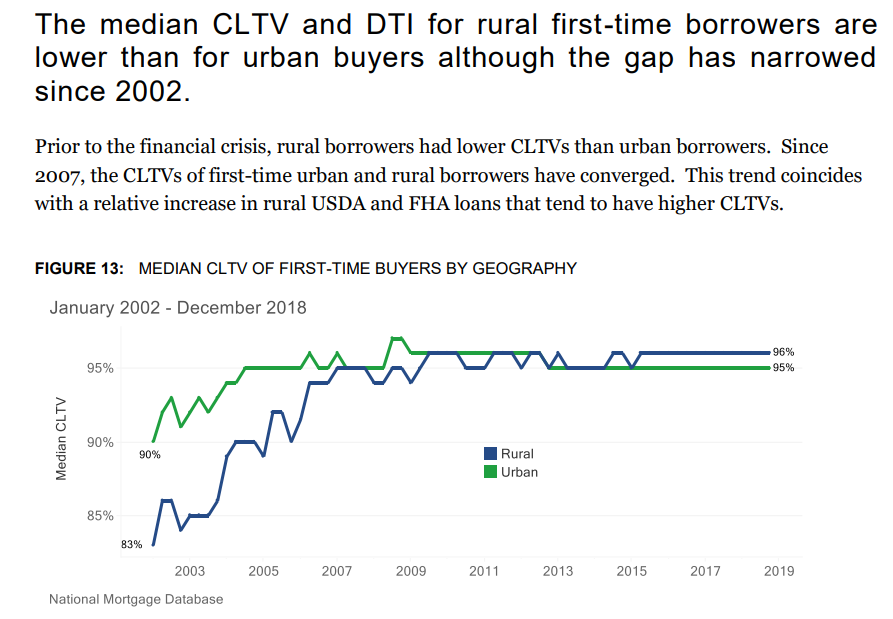 The median CLTV and DTI for rural first-time borrowers are
lower than for urban buyers although the gap has narrowed
since 2002.
Prior to the financial crisis, rural borrowers had lower CLTVs than urban borrowers.  Since
2007, the CLTVs of first-time urban and rural borrowers have converged.  This trend coincides
with a relative increase in rural USDA and FHA loans that tend to have higher CLTVs.
FIGURE 13: MEDIAN CLTV OF FIRST-TIME BUYERS BY GEOGRAPHY
January 2002 - December 2018
96%
95%
95%
Median CLTV
90%
90%
Rural
Urban
85%
83%
2003 2005 2007 2009 2011 2013 2015 2017 2019
National Mortgage Database